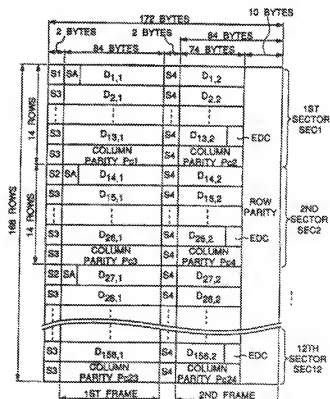 172 BYTES
10 BYTES
2 BYTES 2 BYTES 84 BYTES
84 BYTES 74 BYTES
S1 SA D1,1 S4 D1,2
S3 D2,1 S4 D2,2
S3 D13,1 S4 D13,2 EDC
S3 COLUMN PARITY Pc1 S4 COLUMN PARITY Pc2
S2 SA D14,1 S4 D14,2
S3 D15,1 S4 D15,2
S3 D26,1 S4 D26,2 EDC
S3 COLUMN PARITY Pc3 S4 COLUMN PARITY Pc4
S2 SA D27,1 S4 D27,2
S3 D28,1 S4 D28,2
S3 D156,1 S4 D156,2 EDC
S3 COLUMN PARITY Pc23 S4 COLUMN PARITY Pc24
1ST FRAME 2ND FRAME
ROW PARITY
14 ROWS
14 ROWS
168 ROWS
1ST SECTOR SEC1
2ND SECTOR SEC2
12TH SECTOR SEC12